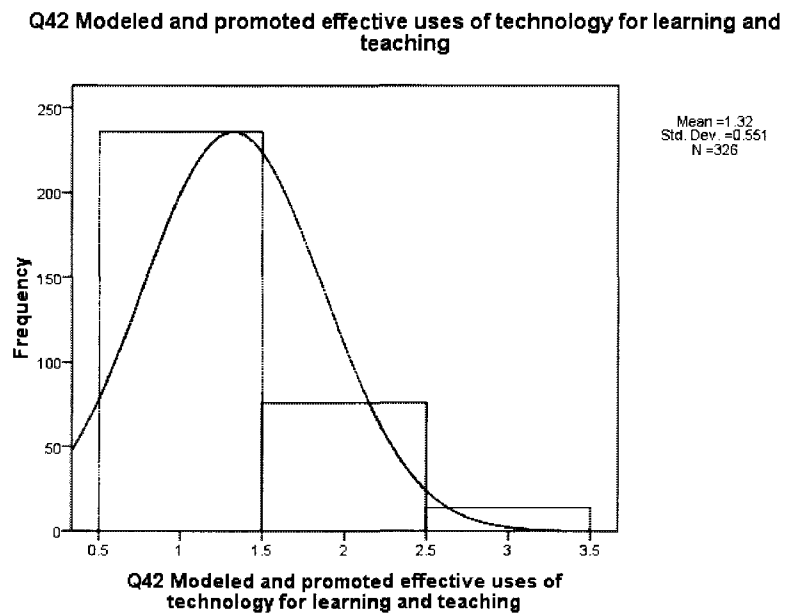 Q42 Modeled and promoted effective uses of technology for learning and
teaching
Mean =1.32
Std. Dev. =0.551
N =326
Frequency
250
200
150
100
50
0
0.5 1 1.5 2 2.5 3 3.5
Q42 Modeled and promoted effective uses of
technology for learning and teaching